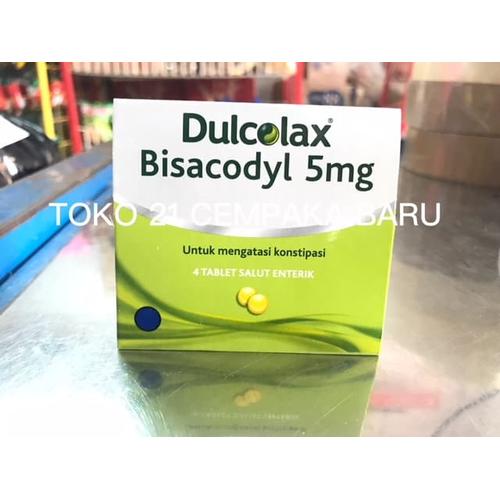 Dulcolax®
Bisacodyl 5mg
TOKO 21 CEMPAKA BARU
Untuk mengatasi konstipasi
4 TABLET SALUT ENTERIK